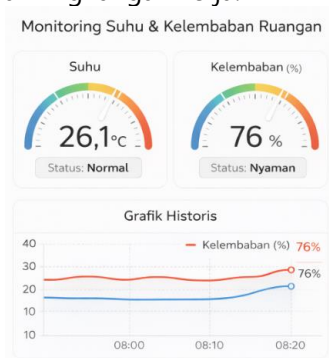 Monitoring Suhu & Kelembaban Ruangan
Suhu
26,1°C
Status: Normal
Kelembaban (%)
76 %
Status: Nyaman
Grafik Historis
Kelembaban (%) 76%
76%
40
30
20
10
10
08:00 08:10 08:20